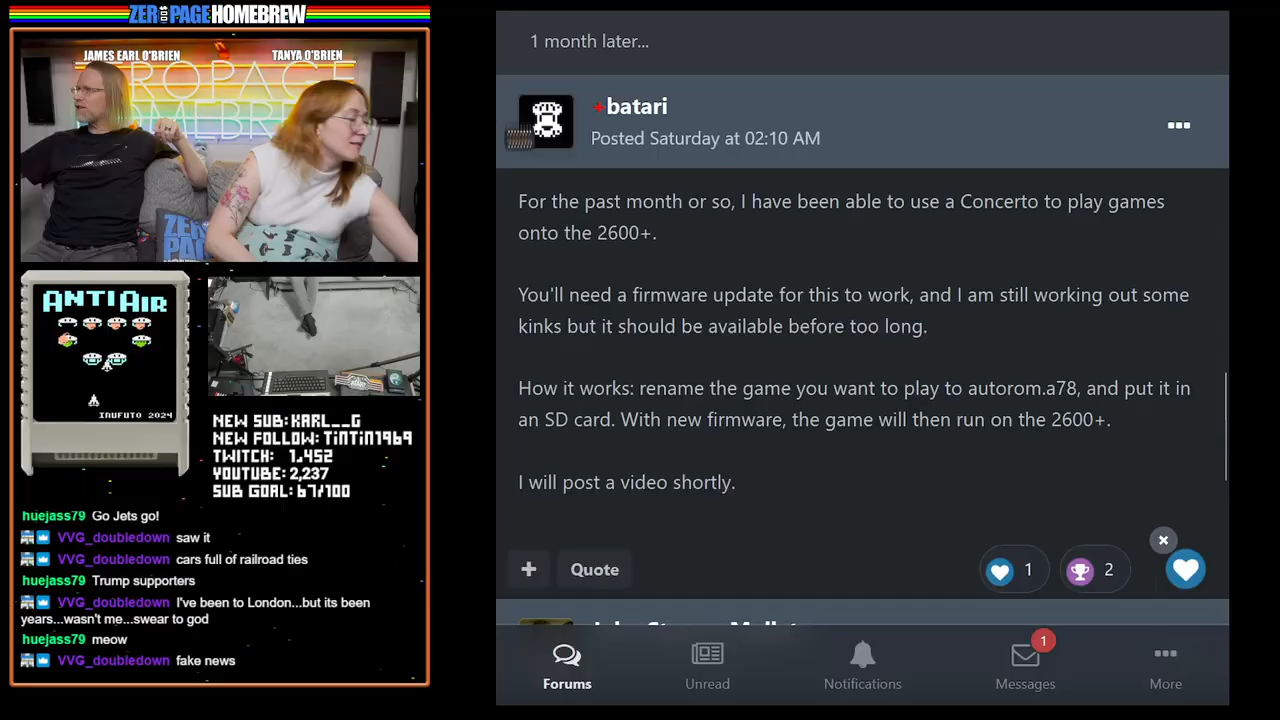 ZEROPAGE HOMEBREW
JAMES EARL O'BRIEN
TANYA O'BRIEN
ANTIAIR
INUFUTO 2024
NEW SUB: KARL__G
NEW FOLLOW: TINTIN1969
TWITCH: 1,452
YOUTUBE: 2,237
SUB GOAL: 67/100
huejass79 Go Jets go!
VVG_doubledown saw it
VVG_doubledown cars full of railroad ties
huejass79 Trump supporters
VVG_doubledown I've been to London...but its been
years...wasn't me...swear to god
huejass79 meow
VVG_doubledown fake news
1 month later...
+batari
Posted Saturday at 02:10 AM
For the past month or so, I have been able to use a Concerto to play games
onto the 2600+.
You'll need a firmware update for this to work, and I am still working out some
kinks but it should be available before too long.
How it works: rename the game you want to play to autorom.a78, and put it in
an SD card. With new firmware, the game will then run on the 2600+.
I will post a video shortly.
+ Quote
1
2
Forums
Unread
Notifications
1
Messages
More